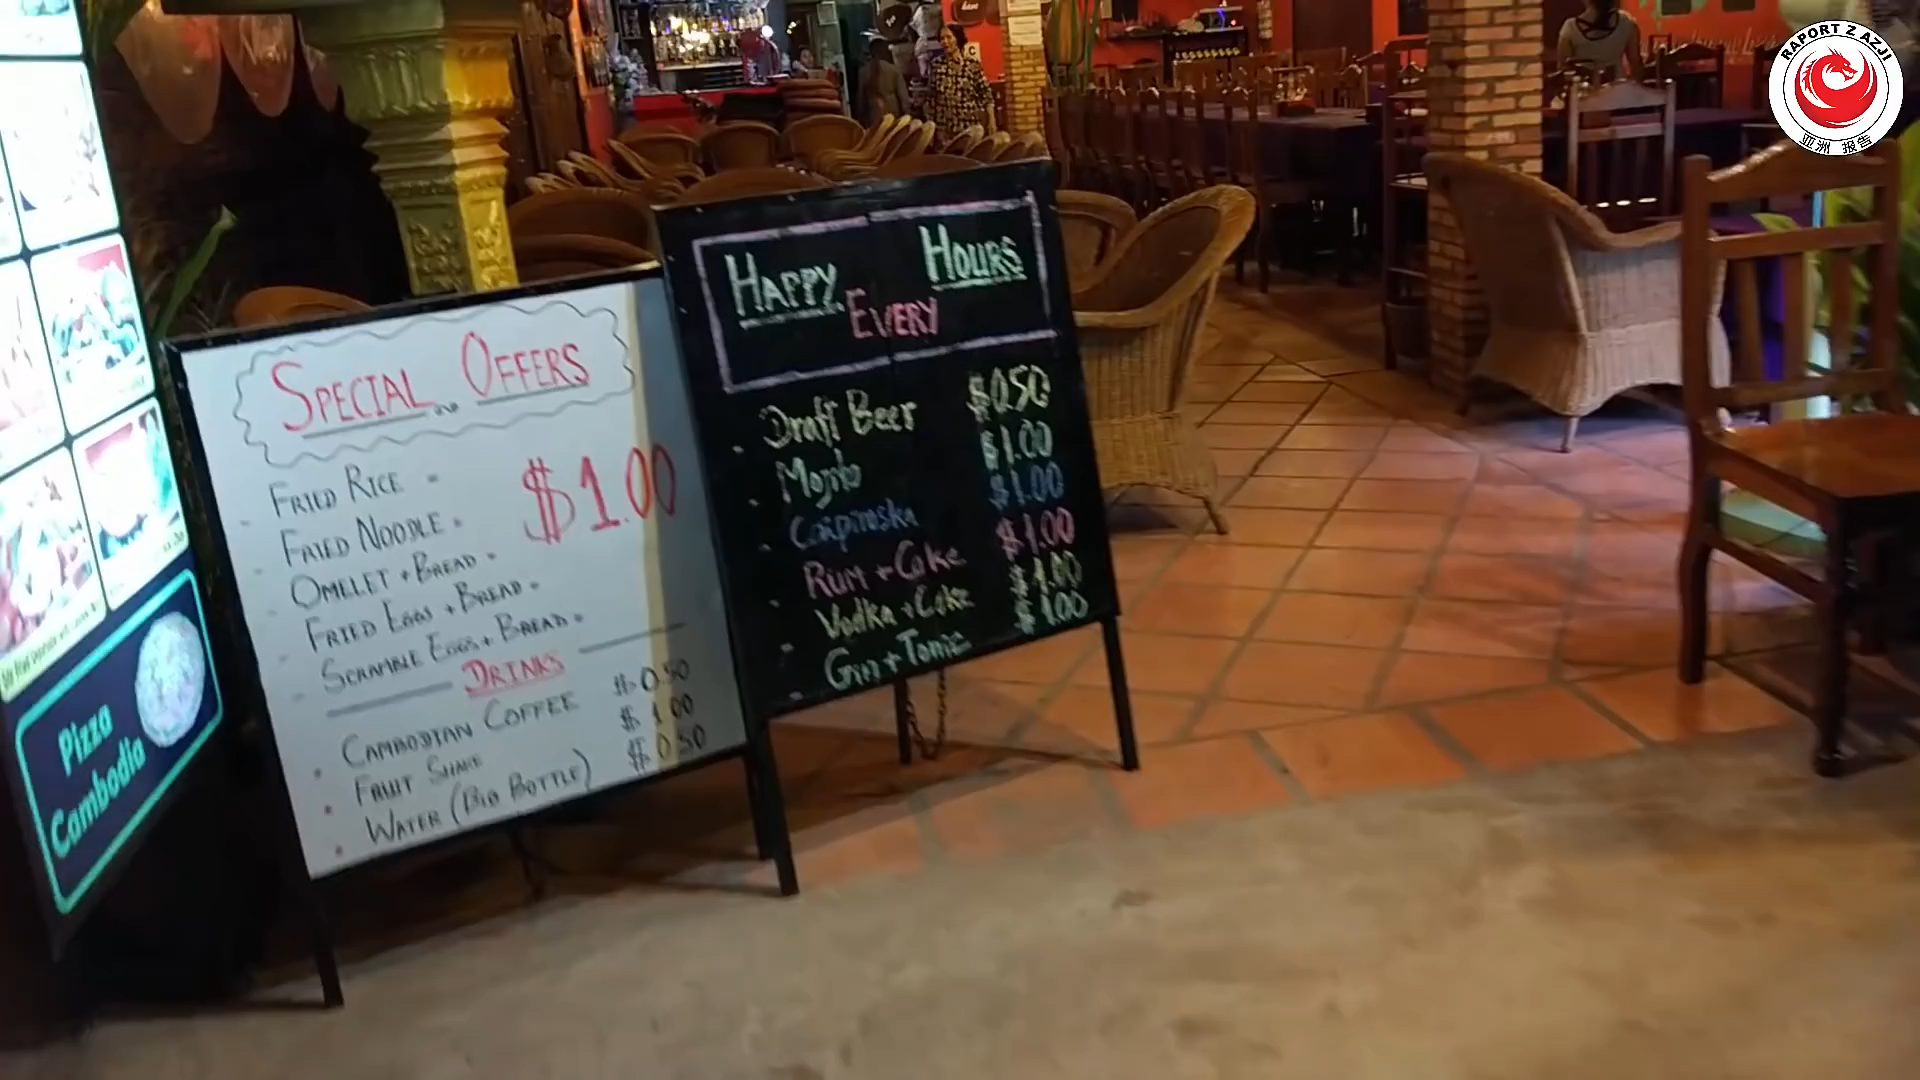 RAPORT Z AZJI
亚洲 报告
SPECIAL OFFERS
FRIED RICE
FRIED NOODLE
OMELET + BREAD
FRIED EGGS + BREAD
SCRAMBLE EGGS + BREAD
$1.00
DRINKS
CAMBODIAN COFFEE $0.50
FRUIT SHAKE $1.00
WATER (BIG BOTTLE) $0.50
HAPPY HOURS
EVERY
Draft Beer $0.50
Mojito $1.00
Caipiroska $1.00
Rum + Coke $1.00
Vodka + Coke $1.00
Gin + Tonic $1.00
Pizza
Cambodia